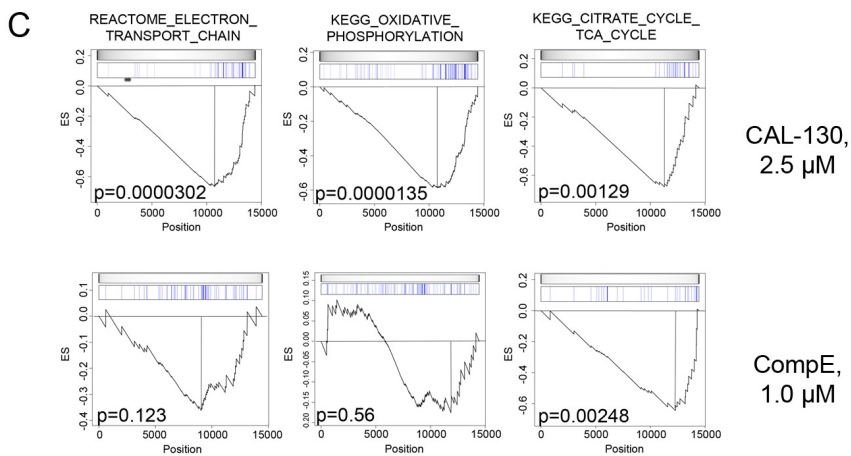 C
REACTOME_ELECTRON_
TRANSPORT_CHAIN
KEGG_OXIDATIVE_
PHOSPHORYLATION
KEGG_CITRATE_CYCLE_
TCA_CYCLE
0.2
0.0
-0.2
-0.4
-0.6
ES
p=0.0000302
0 5000 10000 15000
Position
0.2
0.0
-0.2
-0.4
-0.6
ES
p=0.0000135
0 5000 10000 15000
Position
0.2
0.0
-0.2
-0.4
-0.6
ES
p=0.00129
0 5000 10000 15000
Position
CAL-130,
2.5 µM
0.1
0.0
-0.1
-0.2
-0.3
-0.4
ES
p=0.123
0 5000 10000 15000
Position
0.15
0.10
0.05
0.00
-0.05
-0.10
-0.15
0.20
ES
p=0.56
0 5000 10000 15000
Position
0.2
0.0
-0.2
-0.4
-0.6
ES
p=0.00248
0 5000 10000 15000
Position
CompE,
1.0 µM